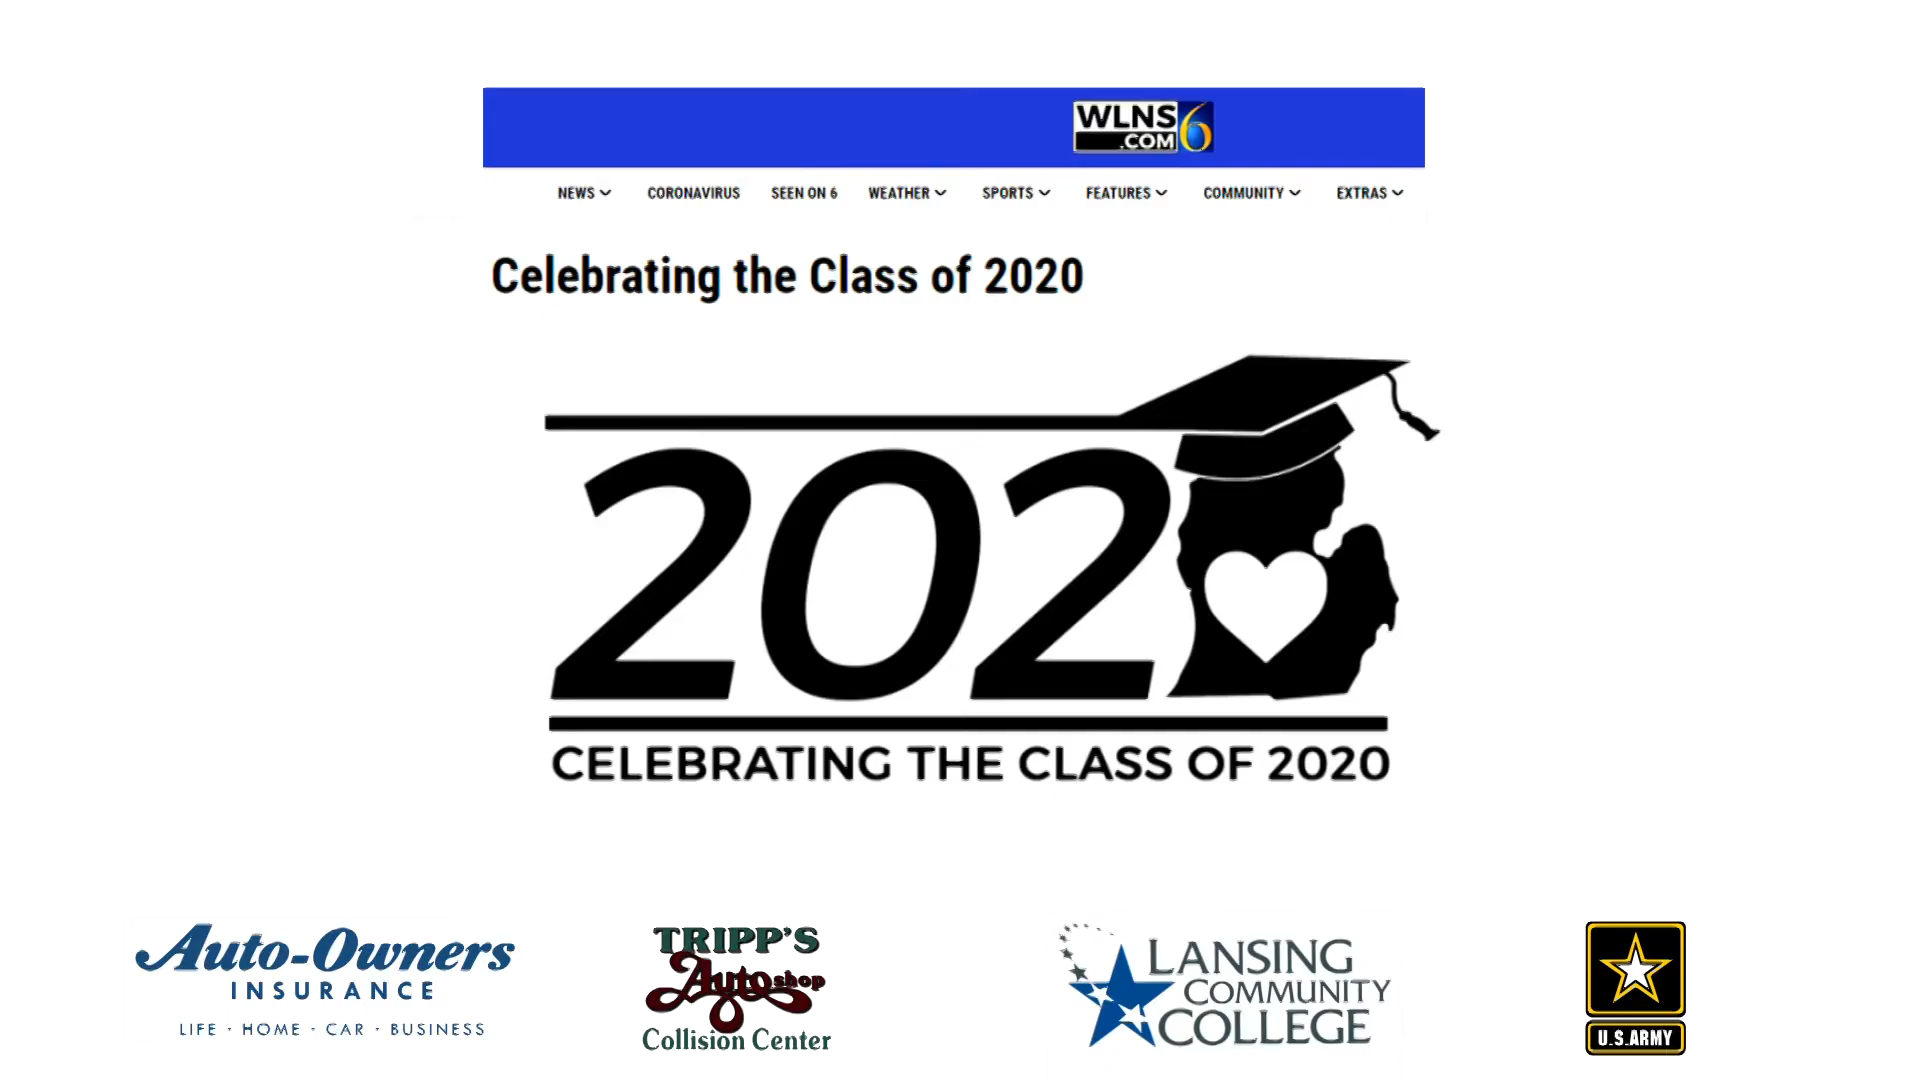 WLNS
.COM 6
NEWS CORONAVIRUS SEEN ON 6 WEATHER SPORTS FEATURES COMMUNITY EXTRAS
Celebrating the Class of 2020
202
CELEBRATING THE CLASS OF 2020
Auto-Owners
INSURANCE
LIFE · HOME · CAR · BUSINESS
TRIPP'S
Auto shop
Collision Center
LANSING
COMMUNITY
COLLEGE
U.S.ARMY